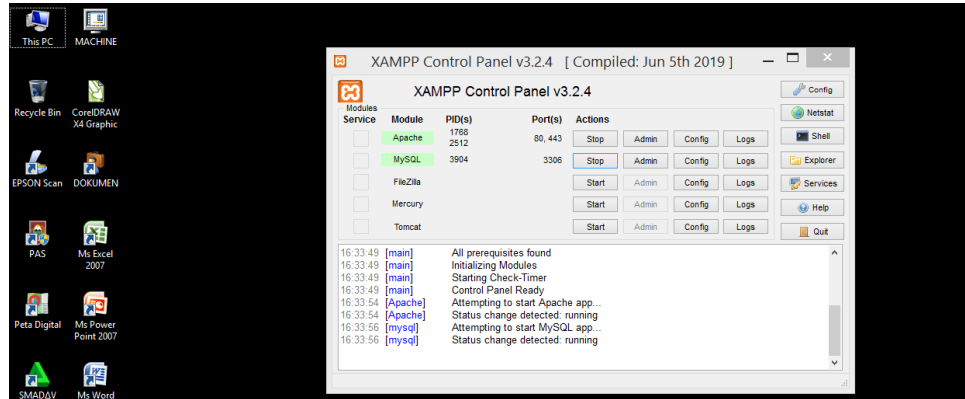 This PC
MACHINE
Recycle Bin
CorelDRAW
X4 Graphic
EPSON Scan
DOKUMEN
PAS
Ms Excel
2007
Peta Digital
Ms Power
Point 2007
SMADΔV
Ms Word
XAMPP Control Panel v3.2.4 [ Compiled: Jun 5th 2019 ]
XAMPP Control Panel v3.2.4
Config
Modules
Service Module PID(s) Port(s) Actions
Netstat
Apache 1768 2512 80, 443 Stop Admin Config Logs
Shell
MySQL 3904 3306 Stop Admin Config Logs
Explorer
FileZilla Start Admin Config Logs
Services
Mercury Start Admin Config Logs
Help
Tomcat Start Admin Config Logs
Quit
16:33:49 [main] All prerequisites found
16:33:49 [main] Initializing Modules
16:33:49 [main] Starting Check-Timer
16:33:49 [main] Control Panel Ready
16:33:54 [Apache] Attempting to start Apache app...
16:33:54 [Apache] Status change detected: running
16:33:56 [mysql] Attempting to start MySQL app...
16:33:56 [mysql] Status change detected: running